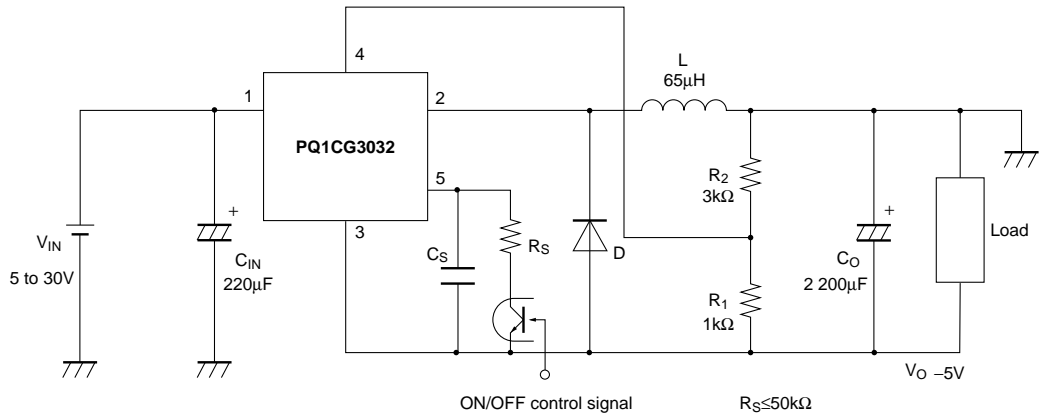 4
L
65μH
1
2
PQ1CG3032
R2
3kΩ
5
3
+
+
VIN
5 to 30V
CIN
220μF
CS
RS
D
CO
2 200μF
Load
R1
1kΩ
VO –5V
ON/OFF control signal
RS≤50kΩ